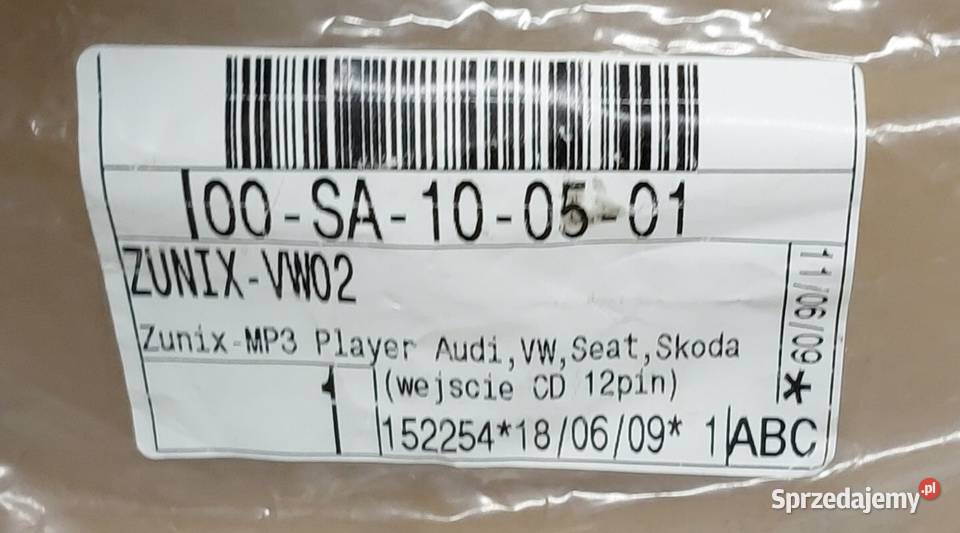 I00-SA-10-05-01
ZUNIX-VW02
11/06/09*
Zunix-MP3 Player Audi,VW,Seat,Skoda
(wejscie CD 12pin)
1
152254*18/06/09* 1 ABC
Sprzedajemy.pl